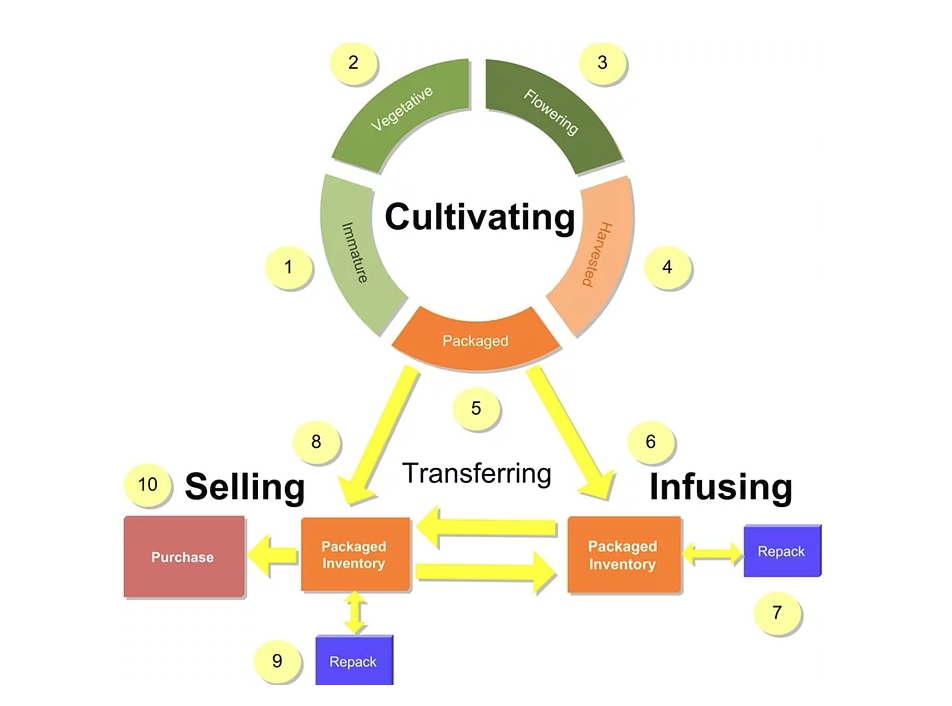 2
3
Vegetative
Flowering
Cultivating
Immature
Harvested
1
4
Packaged
5
8
6
10
Selling
Transferring
Infusing
Purchase
Packaged
Inventory
Packaged
Inventory
Repack
7
9
Repack